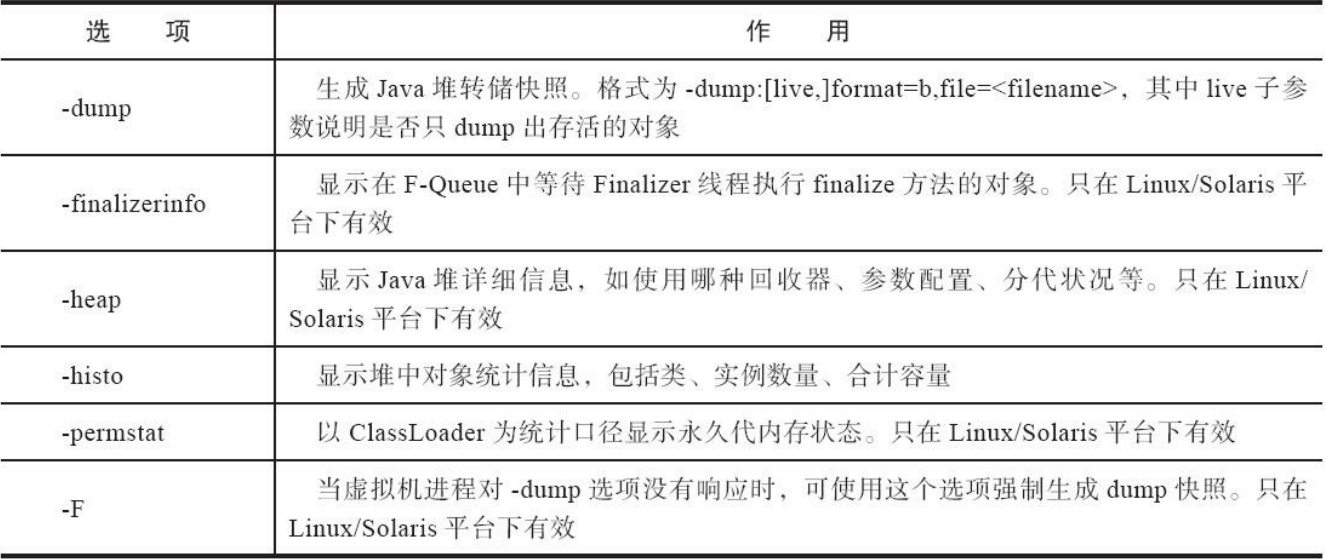 选 项 作 用
-dump 生成 Java 堆转储快照。格式为 -dump:[live,]format=b,file=<filename>，其中 live 子参
数说明是否只 dump 出存活的对象
-finalizerinfo 显示在 F-Queue 中等待 Finalizer 线程执行 finalize 方法的对象。只在 Linux/Solaris 平
台下有效
-heap 显示 Java 堆详细信息，如使用哪种回收器、参数配置、分代状况等。只在 Linux/
Solaris 平台下有效
-histo 显示堆中对象统计信息，包括类、实例数量、合计容量
-permstat 以 ClassLoader 为统计口径显示永久代内存状态。只在 Linux/Solaris 平台下有效
-F 当虚拟机进程对 -dump 选项没有响应时，可使用这个选项强制生成 dump 快照。只在
Linux/Solaris 平台下有效